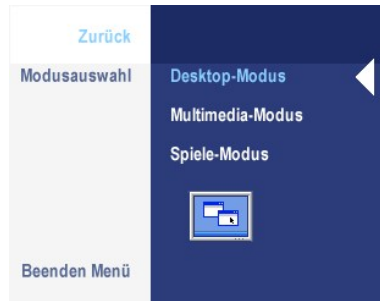 Zurück
Modusauswahl
Desktop-Modus
Multimedia-Modus
Spiele-Modus
Beenden Menü